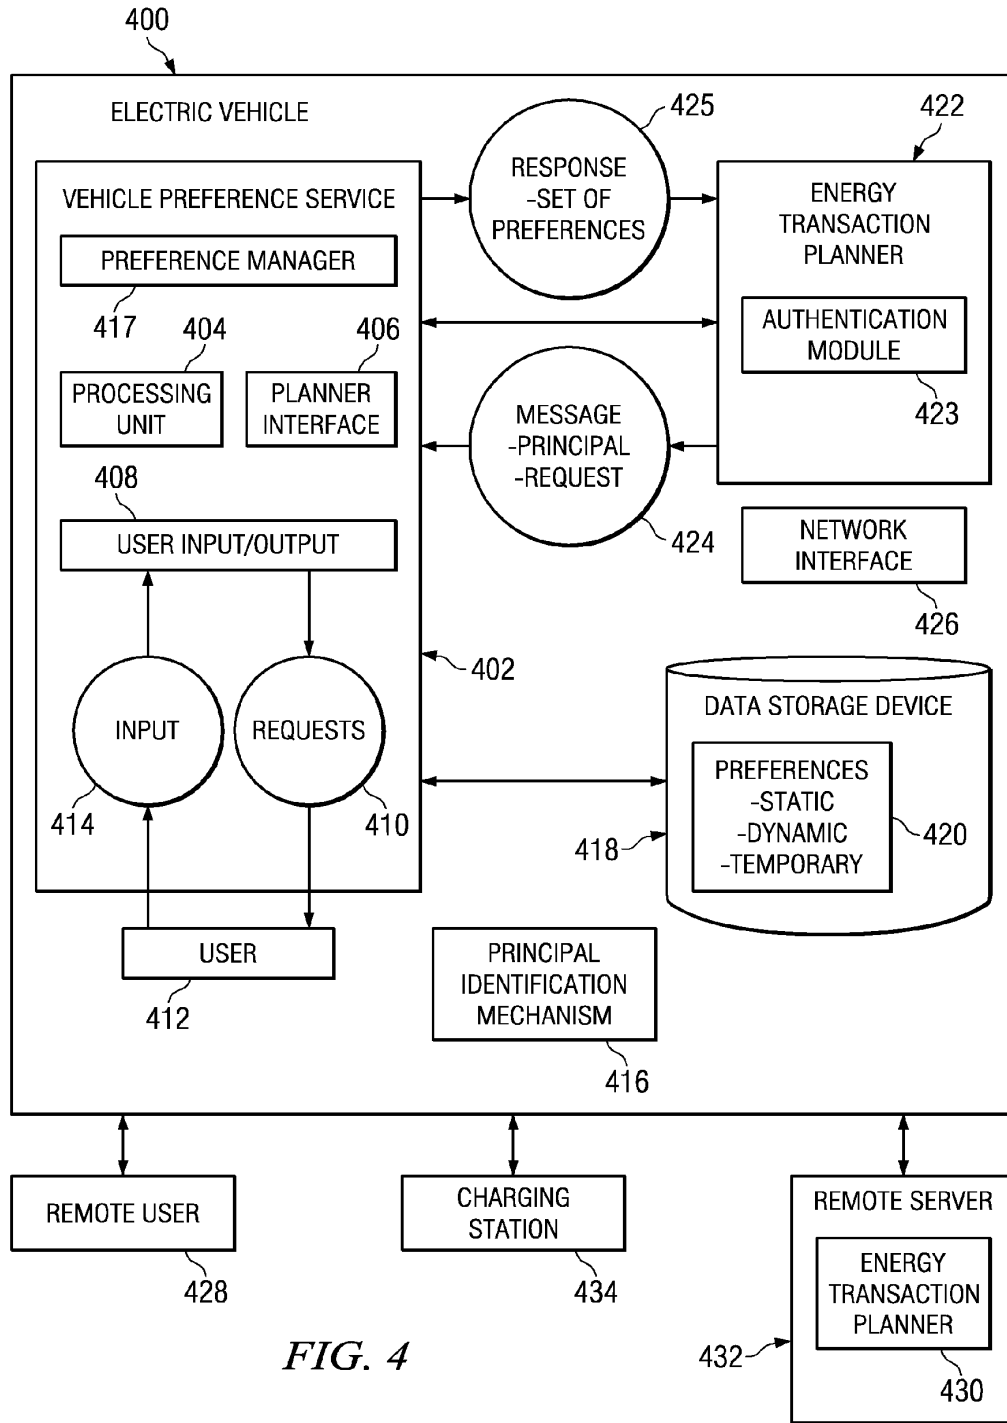 400
ELECTRIC VEHICLE
VEHICLE PREFERENCE SERVICE
PREFERENCE MANAGER
417
404
406
PROCESSING
UNIT
PLANNER
INTERFACE
408
USER INPUT/OUTPUT
INPUT
REQUESTS
414
410
USER
412
402
425
RESPONSE
-SET OF
PREFERENCES
422
ENERGY
TRANSACTION
PLANNER
AUTHENTICATION
MODULE
423
MESSAGE
-PRINCIPAL
-REQUEST
424
NETWORK
INTERFACE
426
DATA STORAGE DEVICE
PREFERENCES
-STATIC
-DYNAMIC
-TEMPORARY
418
420
PRINCIPAL
IDENTIFICATION
MECHANISM
416
REMOTE USER
428
CHARGING
STATION
434
REMOTE SERVER
ENERGY
TRANSACTION
PLANNER
432
430
FIG. 4